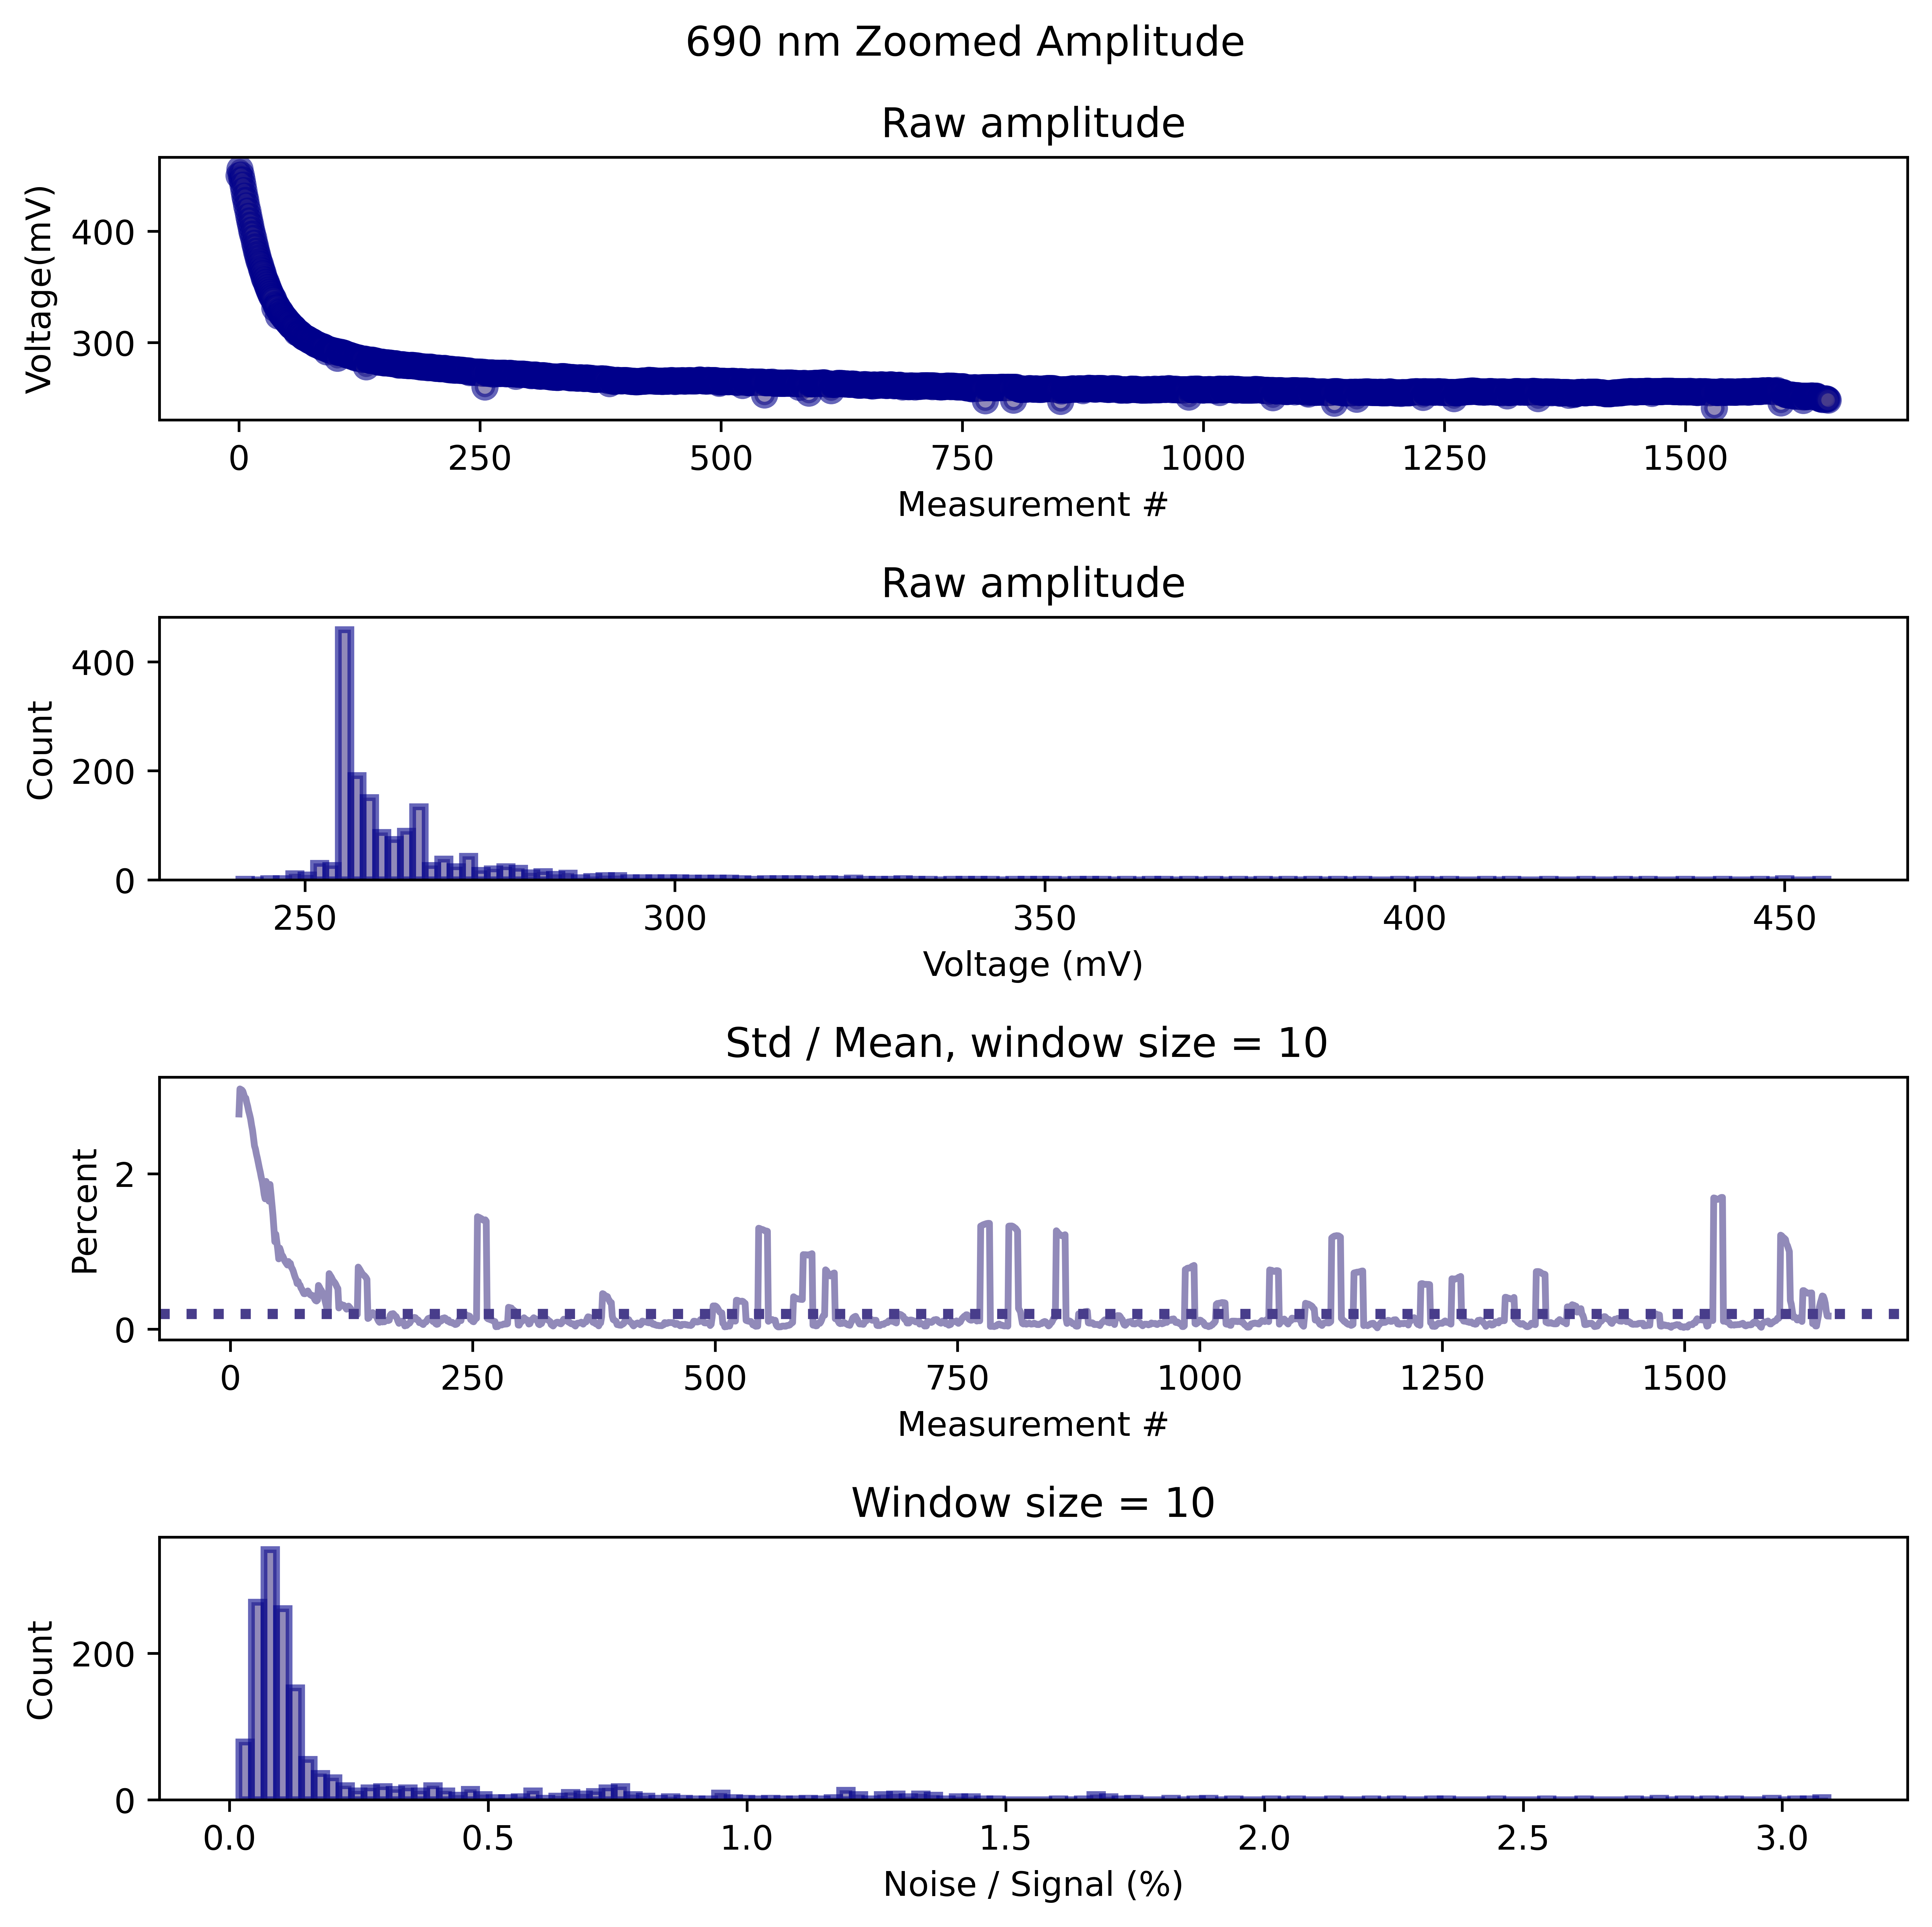 690 nm Zoomed Amplitude
Raw amplitude
Voltage(mV)
400
300
0 250 500 750 1000 1250 1500
Measurement #
Raw amplitude
Count
400
200
0
250 300 350 400 450
Voltage (mV)
Std / Mean, window size = 10
Percent
2
0
0 250 500 750 1000 1250 1500
Measurement #
Window size = 10
Count
200
0
0.0 0.5 1.0 1.5 2.0 2.5 3.0
Noise / Signal (%)